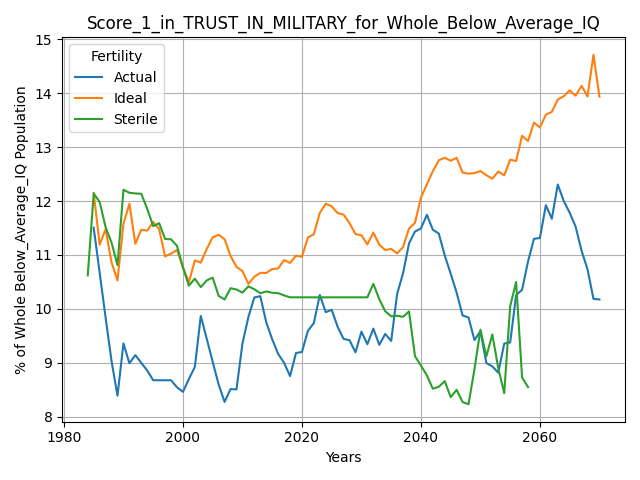 Score_1_in_TRUST_IN_MILITARY_for_Whole_Below_Average_IQ
Fertility
Actual
Ideal
Sterile
% of Whole Below_Average_IQ Population
15
14
13
12
11
10
9
8
1980
2000
2020
2040
2060
Years